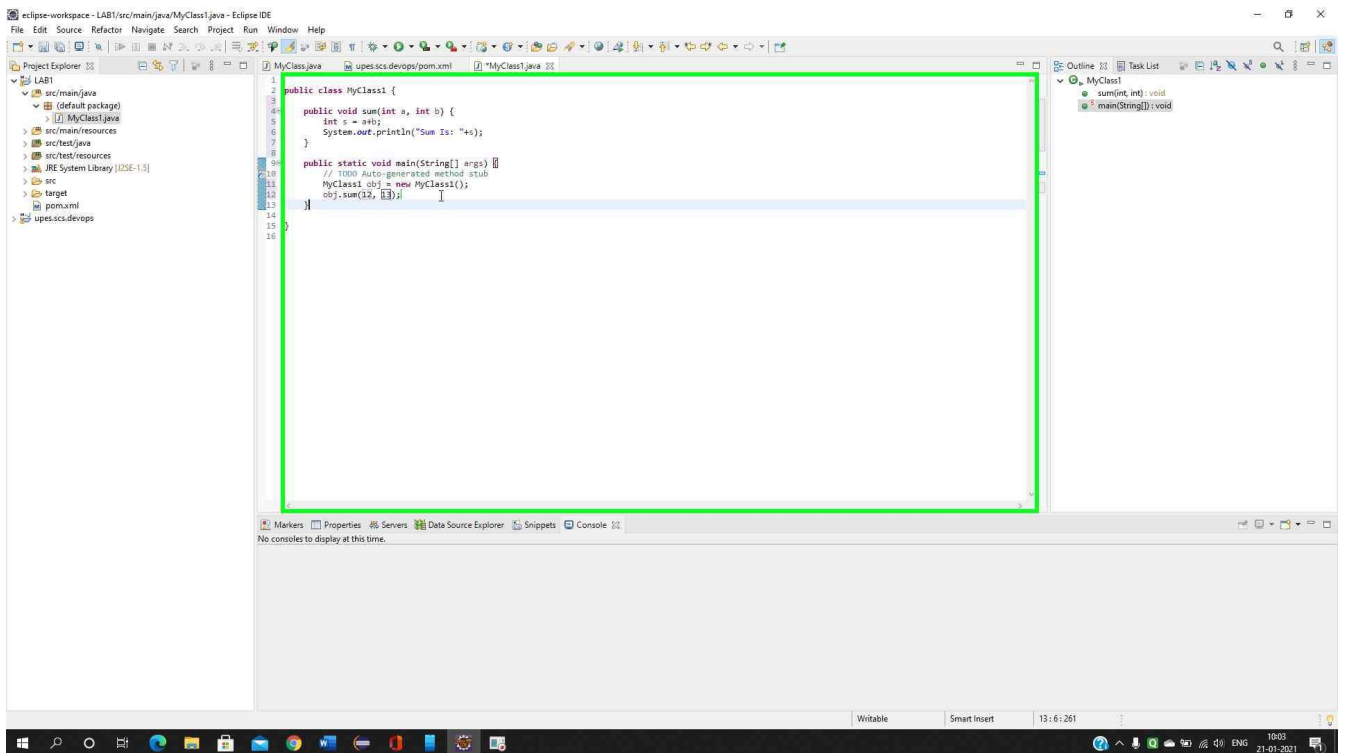 eclipse-workspace - LAB1/src/main/java/MyClass1.java - Eclipse IDE
File Edit Source Refactor Navigate Search Project Run Window Help
Project Explorer
MyClass.java
upes.scs.devops/pom.xml
*MyClass1.java
Outline
Task List
LAB1
src/main/java
(default package)
MyClass1.java
src/main/resources
src/test/java
src/test/resources
JRE System Library [J2SE-1.5]
src
target
pom.xml
upes.scs.devops
1
2 public class MyClass1 {
3
4 public void sum(int a, int b) {
5 int s = a+b;
6 System.out.println("Sum Is: "+s);
7 }
8
9 public static void main(String[] args) {
10 // TODO Auto-generated method stub
11 MyClass1 obj = new MyClass1();
12 obj.sum(12, 13);
13 }
14
15 }
16
MyClass1
sum(int, int) : void
main(String[]) : void
Markers Properties Servers Data Source Explorer Snippets Console
No consoles to display at this time.
Writable Smart Insert 13 : 6 : 261
ENG 10:03
21-01-2021